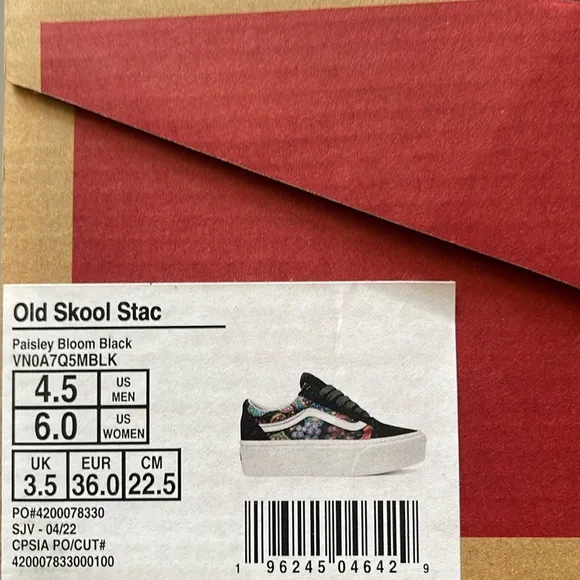 Old Skool Stac
Paisley Bloom Black
VN0A7Q5MBLK
4.5 US MEN
6.0 US WOMEN
UK EUR CM
3.5 36.0 22.5
PO#4200078330
SJV - 04/22
CPSIA PO/CUT#
420007833000100
1 96245 04642 9